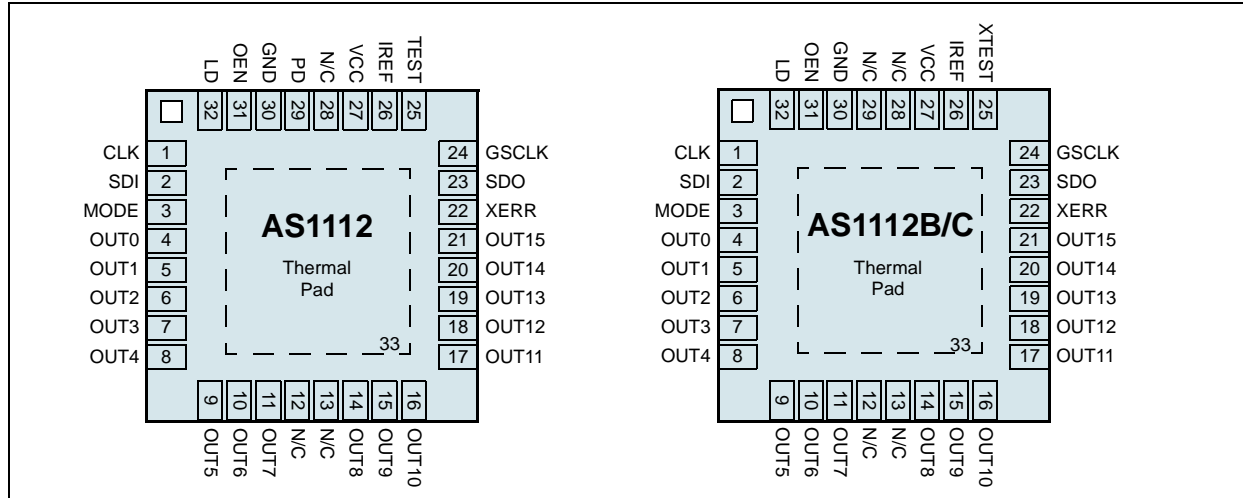 LD OEN GND PD N/C VCC IREF TEST
32 31 30 29 28 27 26 25
CLK 1
SDI 2
MODE 3
OUT0 4
OUT1 5
OUT2 6
OUT3 7
OUT4 8
AS1112
Thermal
Pad
33
24 GSCLK
23 SDO
22 XERR
21 OUT15
20 OUT14
19 OUT13
18 OUT12
17 OUT11
9 10 11 12 13 14 15 16
OUT5 OUT6 OUT7 N/C N/C OUT8 OUT9 OUT10
LD OEN GND N/C N/C VCC IREF XTEST
32 31 30 29 28 27 26 25
CLK 1
SDI 2
MODE 3
OUT0 4
OUT1 5
OUT2 6
OUT3 7
OUT4 8
AS1112B/C
Thermal
Pad
33
24 GSCLK
23 SDO
22 XERR
21 OUT15
20 OUT14
19 OUT13
18 OUT12
17 OUT11
9 10 11 12 13 14 15 16
OUT5 OUT6 OUT7 N/C N/C OUT8 OUT9 OUT10